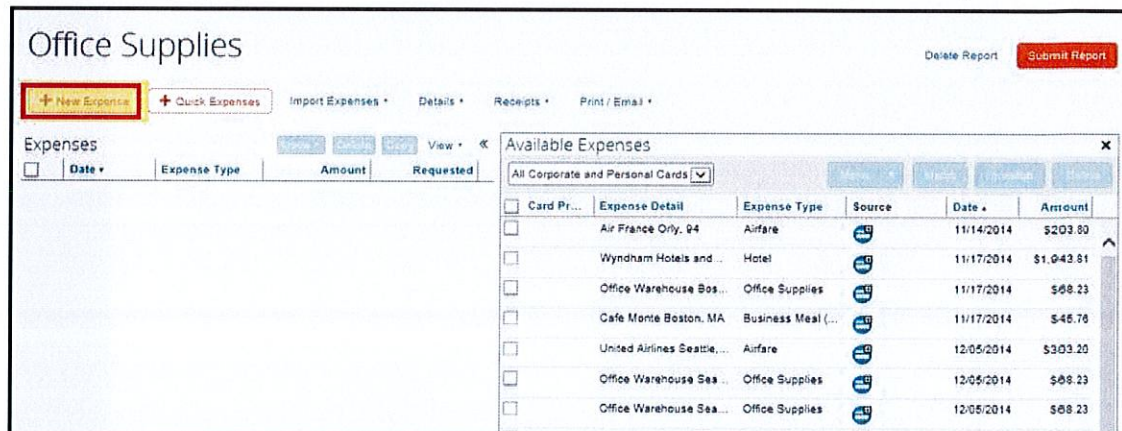 Office Supplies
Delete Report Submit Report
+ New Expense + Quick Expenses Import Expenses Details Receipts Print / Email
Expenses View « Available Expenses ×
Date Expense Type Amount Requested All Corporate and Personal Cards
Card Pr... Expense Detail Expense Type Source Date Amount
Air France Orly, 94 Airfare 11/14/2014 $203.80
Wyndham Hotels and... Hotel 11/17/2014 $1,943.81
Office Warehouse Bos... Office Supplies 11/17/2014 $68.23
Cafe Monte Boston, MA Business Meal (... 11/17/2014 $45.76
United Airlines Seattle,... Airfare 12/05/2014 $303.20
Office Warehouse Sea... Office Supplies 12/05/2014 $68.23
Office Warehouse Sea... Office Supplies 12/05/2014 $68.23